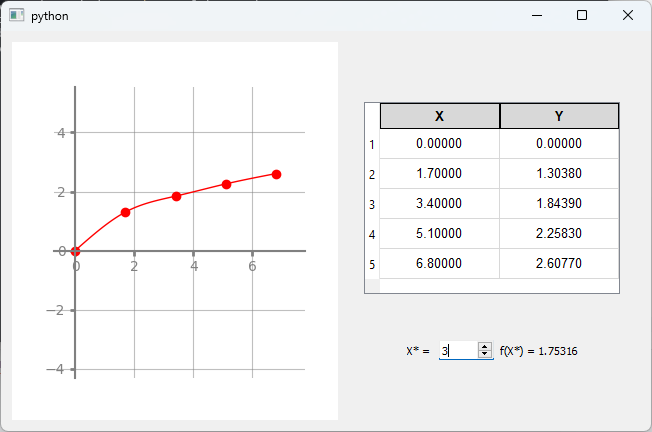 python
4
2
0
−2
−4
0
2
4
6
X Y
1 0.00000 0.00000
2 1.70000 1.30380
3 3.40000 1.84390
4 5.10000 2.25830
5 6.80000 2.60770
X* = 3 f(X*) = 1.75316